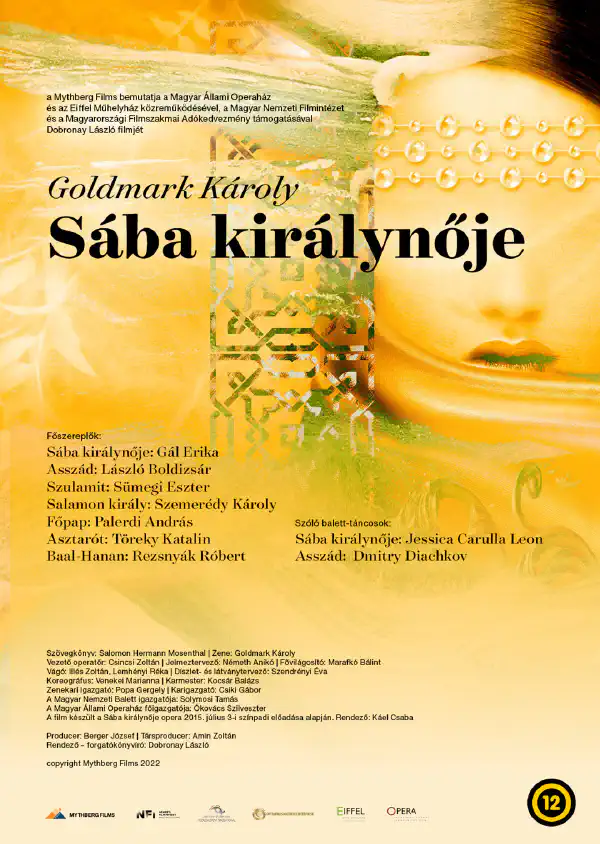 a Mythberg Films bemutatja a Magyar Állami Operaház
és az Eiffel Műhelyház közreműködésével, a Magyar Nemzeti Filmintézet
és a Magyarországi Filmszakmai Adókedvezmény támogatásával
Dobronay László filmjét
Goldmark Károly
Sába királynője
Főszereplők:
Sába királynője: Gál Erika
Asszád: László Boldizsár
Szulamit: Sümegi Eszter
Salamon király: Szemerédy Károly
Főpap: Palerdi András
Asztarót: Töreky Katalin
Baal-Hanan: Rezsnyák Róbert
Szóló balett-táncosok:
Sába királynője: Jessica Carulla Leon
Asszád: Dmitry Diachkov
Szövegkönyv: Salomon Hermann Mosenthal | Zene: Goldmark Károly
Vezető operatőr: Csincsi Zoltán | Jelmeztervező: Németh Anikó | Fővilágosító: Marafkó Bálint
Vágó: Illés Zoltán, Lemhényi Réka | Díszlet- és látványtervező: Szendrényi Éva
Koreográfus: Venekei Marianna | Karmester: Kocsár Balázs
Zenekari igazgató: Popa Gergely | Karigazgató: Csiki Gábor
A Magyar Nemzeti Balett igazgatója: Solymosi Tamás
A Magyar Állami Operaház főigazgatója: Ókovács Szilveszter
A film készült a Sába királynője opera 2015. július 3-i színpadi előadása alapján. Rendező: Káel Csaba
Producer: Berger József | Társproducer: Amin Zoltán
Rendező - forgatókönyvíró: Dobronay László
copyright Mythberg Films 2022
MYTHBERG FILMS
NFI
EIFFEL
OPERA
12